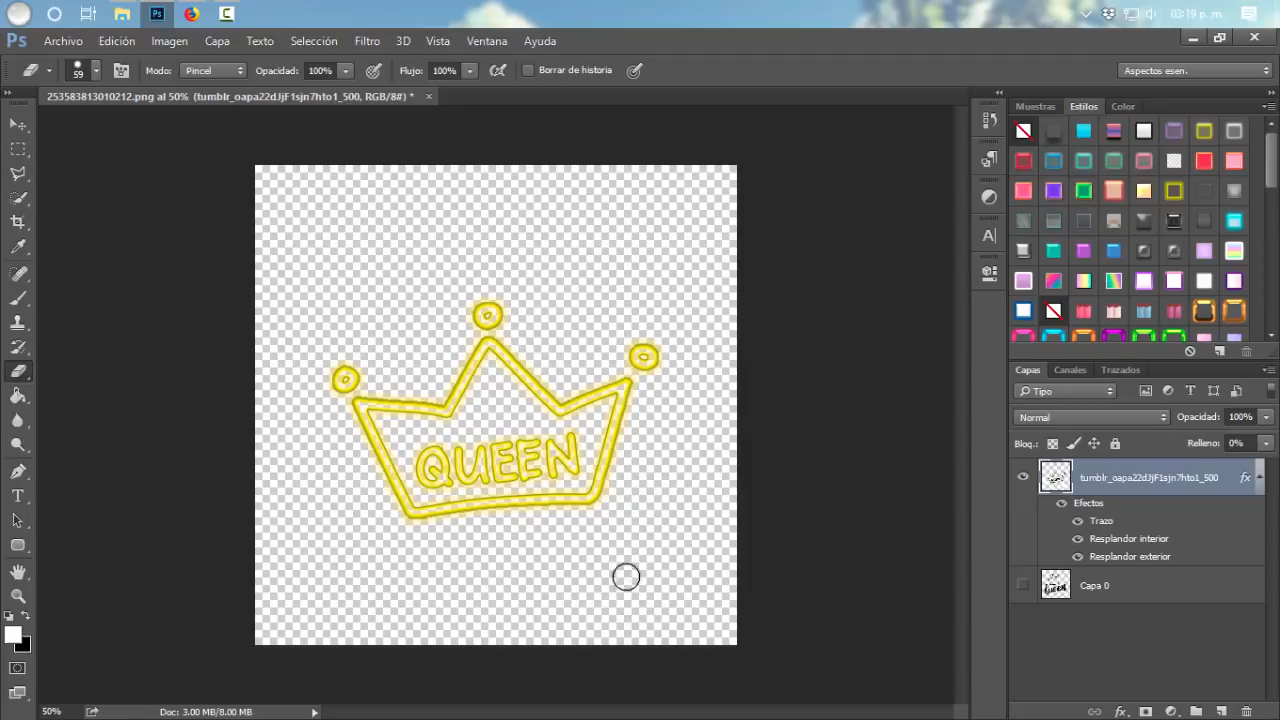 03:19 p. m.
Ps Archivo Edición Imagen Capa Texto Selección Filtro 3D Vista Ventana Ayuda
59 Modo: Pincel Opacidad: 100% Flujo: 100% Borrar de historia Aspectos esen.
253583813010212.png al 50% (tumblr_oapa22dJjF1sjn7hto1_500, RGB/8#) * ×
Muestras Estilos Color
QUEEN
Capas Canales Trazados
Tipo
Normal Opacidad: 100%
Bloq.: Relleno: 0%
tumblr_oapa22dJjF1sjn7hto1_500 fx
Efectos
Trazo
Resplandor interior
Resplandor exterior
Capa 0
50% Doc: 3.00 MB/8.00 MB